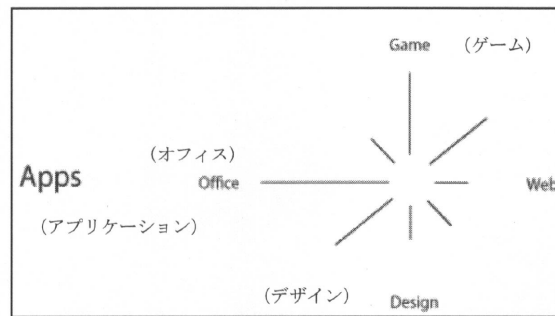 Game (ゲーム)
(オフィス)
Apps
Office
Web
(アプリケーション)
(デザイン)
Design